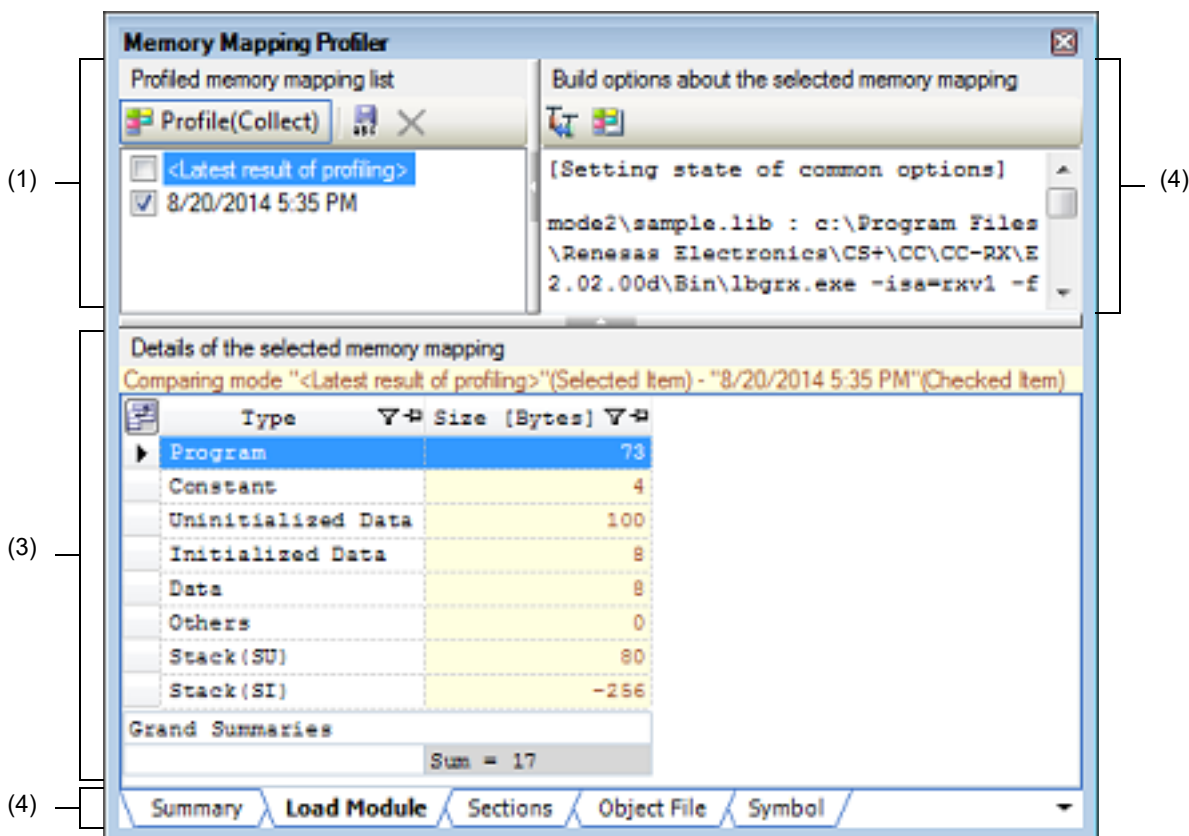 Memory Mapping Profiler
Profiled memory mapping list
Build options about the selected memory mapping
Profile(Collect)
<Latest result of profiling>
8/20/2014 5:35 PM
[Setting state of common options]
mode2\sample.lib : c:\Program Files
\Renesas Electronics\CS+\CC\CC-RX\E
2.02.00d\Bin\lbgrx.exe -isa=rxv1 -f
(1)
(4)
Details of the selected memory mapping
Comparing mode "<Latest result of profiling>"(Selected Item) - "8/20/2014 5:35 PM"(Checked Item)
Type Size [Bytes]
Program 73
Constant 4
Uninitialized Data 100
Initialized Data 8
Data 8
Others 0
Stack(SU) 80
Stack(SI) -256
Grand Summaries
Sum = 17
(3)
(4)
Summary Load Module Sections Object File Symbol